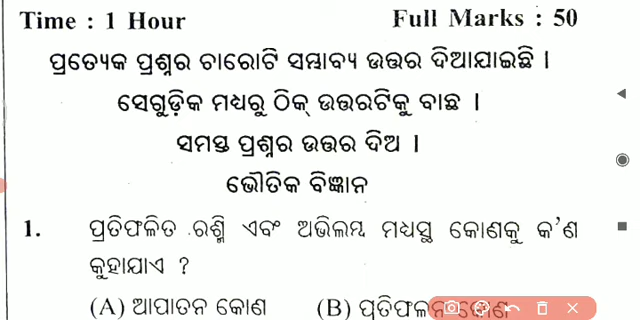 Time : 1 Hour Full Marks : 50
ପ୍ରତ୍ୟେକ ପ୍ରଶ୍ନର ଚାରୋଟି ସମ୍ଭାବ୍ୟ ଉତ୍ତର ଦିଆଯାଇଛି ।
ସେଗୁଡ଼ିକ ମଧ୍ୟରୁ ଠିକ୍ ଉତ୍ତରଟିକୁ ବାଛ ।
ସମସ୍ତ ପ୍ରଶ୍ନର ଉତ୍ତର ଦିଅ ।
ଭୌତିକ ବିଜ୍ଞାନ
1. ପ୍ରତିଫଳିତ ରଶ୍ମି ଏବଂ ଅଭିଲମ୍ବ ମଧ୍ୟସ୍ଥ କୋଣକୁ କ'ଣ
କୁହାଯାଏ ?
(A) ଆପାତନ କୋଣ (B) ପ୍ରତିଫଳନ କୋଣ